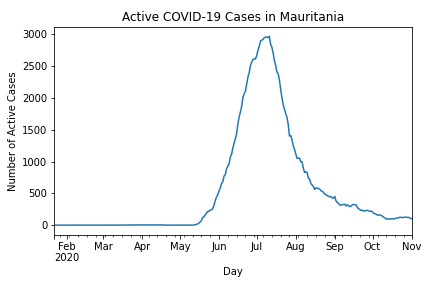 Active COVID-19 Cases in Mauritania
3000
2500
2000
1500
1000
500
0
Number of Active Cases
Feb Mar Apr May Jun Jul Aug Sep Oct Nov
2020
Day